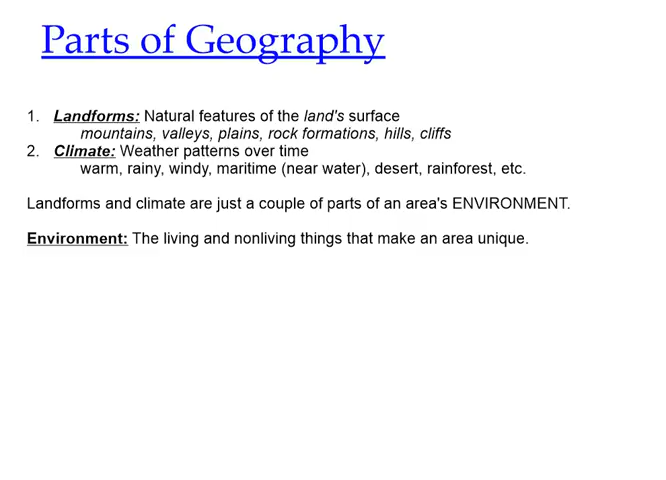 Parts of Geography
1. Landforms: Natural features of the land's surface
mountains, valleys, plains, rock formations, hills, cliffs
2. Climate: Weather patterns over time
warm, rainy, windy, maritime (near water), desert, rainforest, etc.
Landforms and climate are just a couple of parts of an area's ENVIRONMENT.
Environment: The living and nonliving things that make an area unique.